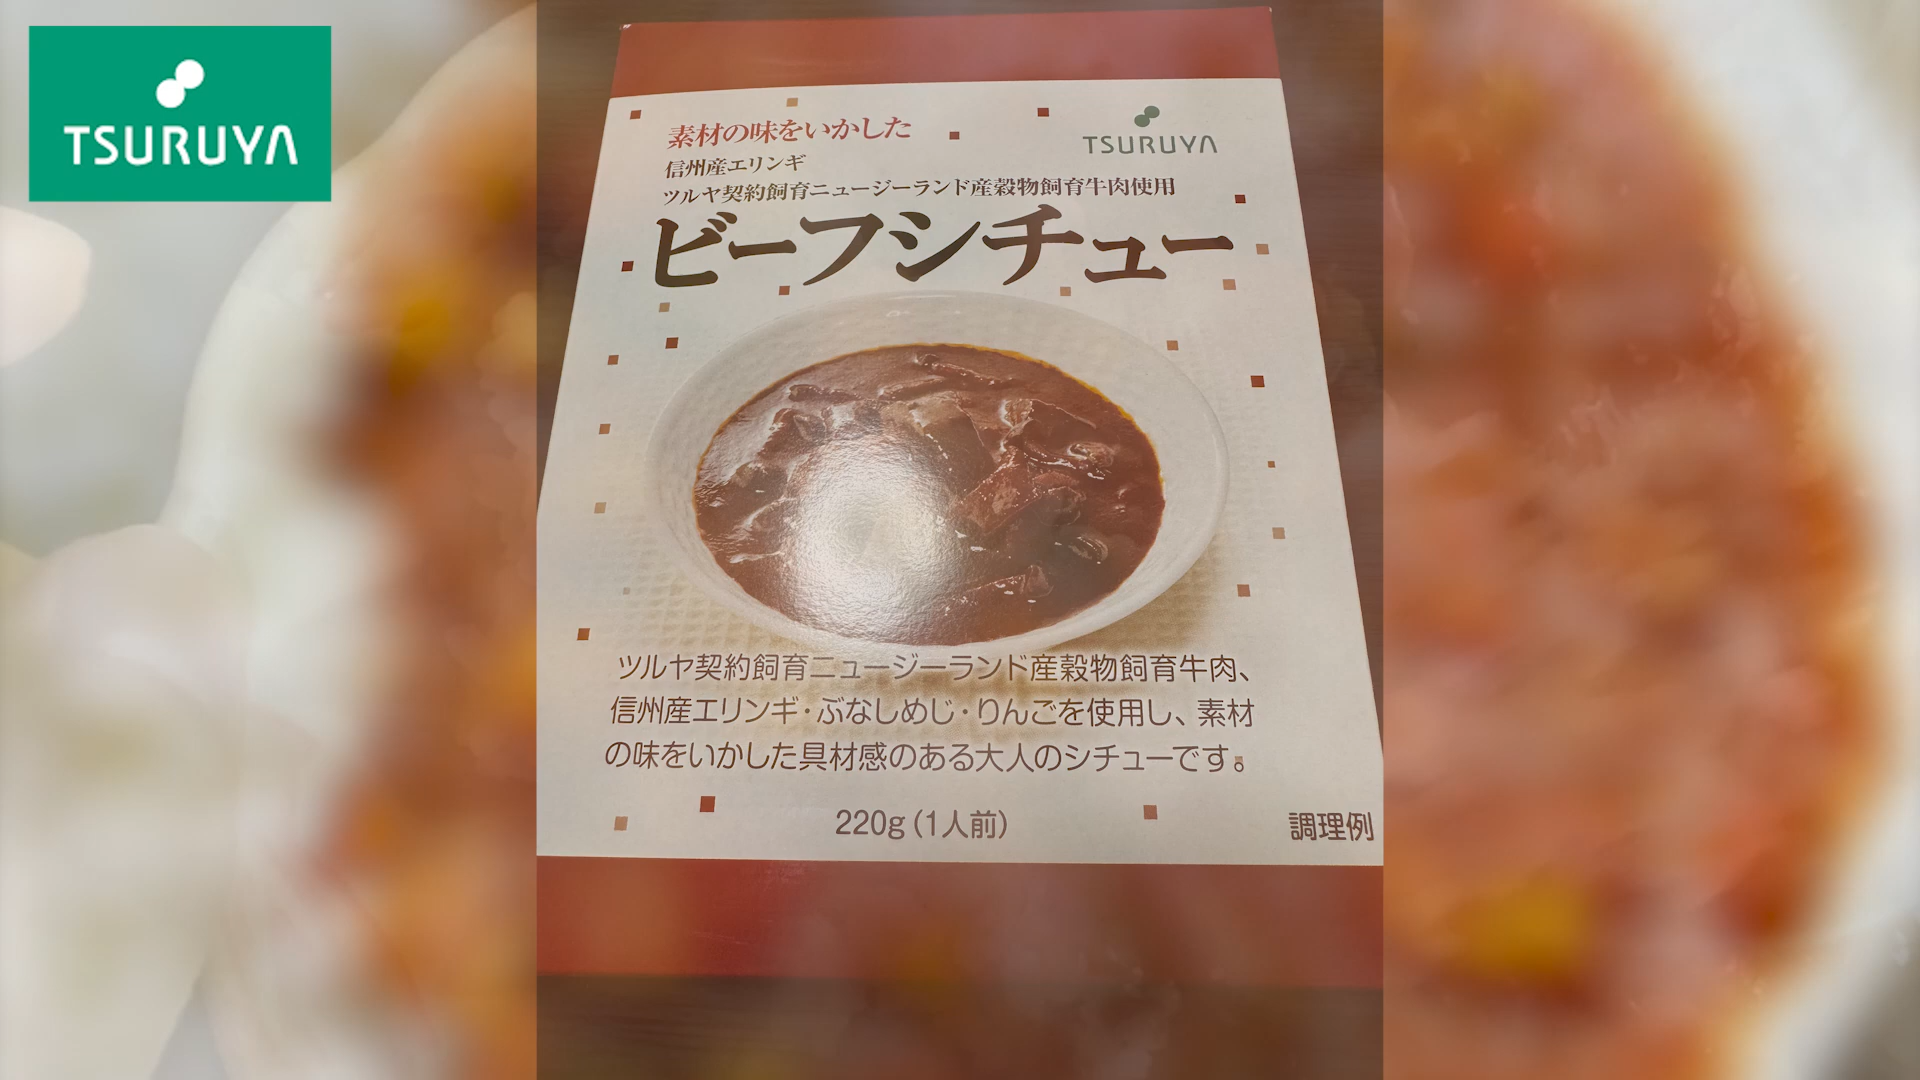 TSURUYA
素材の味をいかした
TSURUYA
信州産エリンギ
ツルヤ契約飼育ニュージーランド産穀物飼育牛肉使用
ビーフシチュー
ツルヤ契約飼育ニュージーランド産穀物飼育牛肉、
信州産エリンギ・ぶなしめじ・りんごを使用し、素材
の味をいかした具材感のある大人のシチューです。
220g（1人前）
調理例